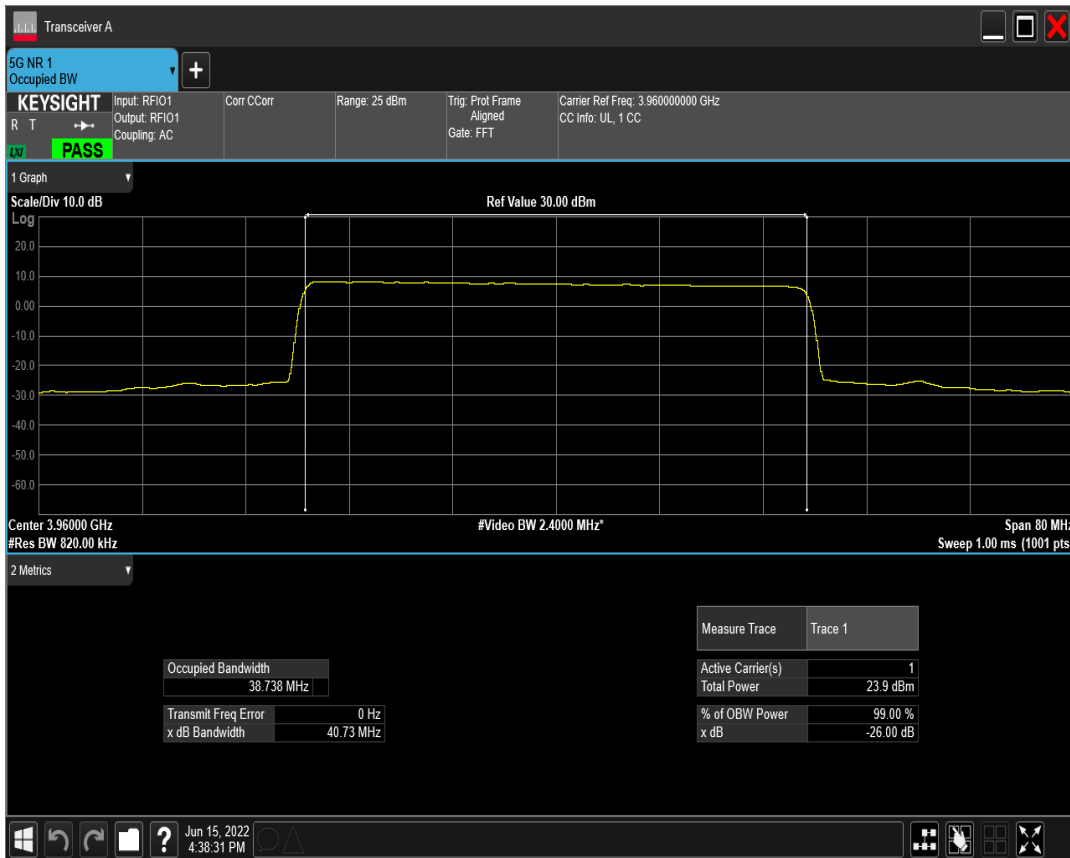 Transceiver A
5G NR 1
Occupied BW
+
KEYSIGHT
R T
LXI
PASS
Input: RFIO1
Output: RFIO1
Coupling: AC
Corr CCorr
Range: 25 dBm
Trig: Prot Frame
Aligned
Gate: FFT
Carrier Ref Freq: 3.960000000 GHz
CC Info: UL, 1 CC
1 Graph
Scale/Div 10.0 dB
Ref Value 30.00 dBm
Log
20.0
10.0
0.00
-10.0
-20.0
-30.0
-40.0
-50.0
-60.0
Center 3.96000 GHz
#Video BW 2.4000 MHz*
Span 80 MHz
#Res BW 820.00 kHz
Sweep 1.00 ms (1001 pts
2 Metrics
Measure Trace Trace 1
Occupied Bandwidth
38.738 MHz
Active Carrier(s) 1
Total Power 23.9 dBm
Transmit Freq Error 0 Hz
x dB Bandwidth 40.73 MHz
% of OBW Power 99.00 %
x dB -26.00 dB
?
Jun 15, 2022
4:38:31 PM